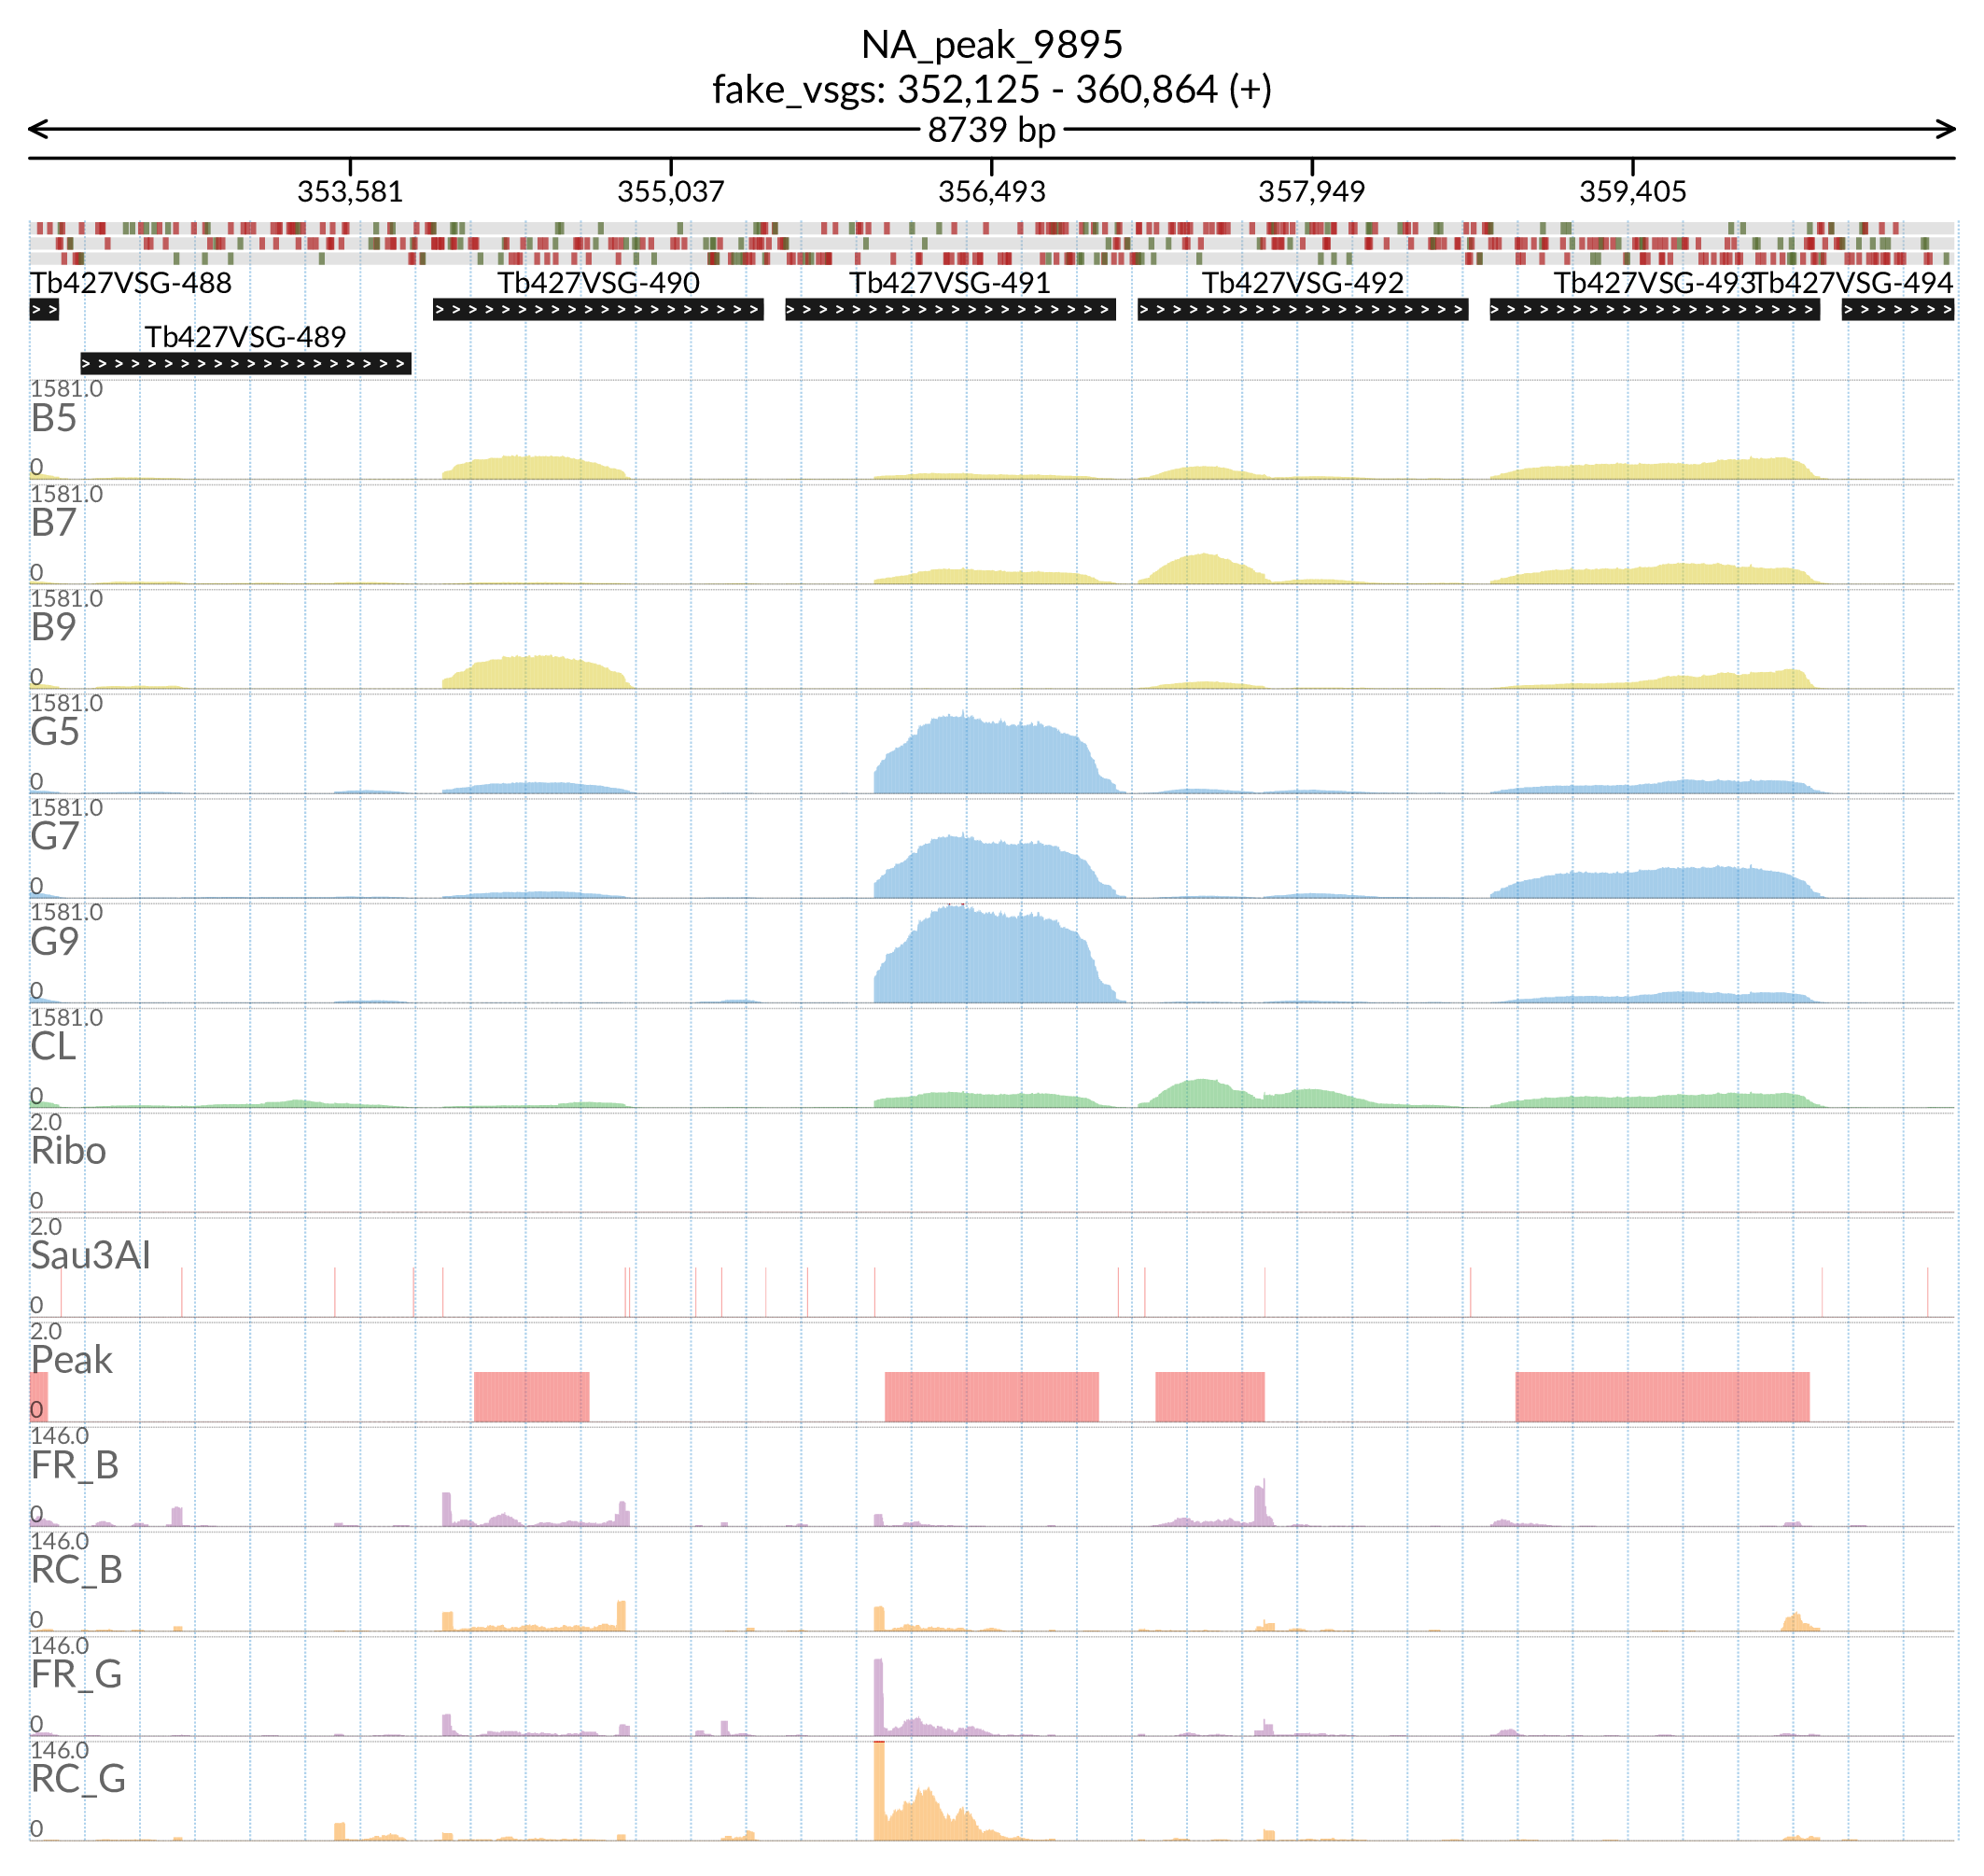 NA_peak_9895
fake_vsgs: 352,125 - 360,864 (+)
8739 bp
353,581 355,037 356,493 357,949 359,405
Tb427VSG-488 Tb427VSG-490 Tb427VSG-491 Tb427VSG-492 Tb427VSG-493 Tb427VSG-494
Tb427VSG-489
1581.0
B5
0
1581.0
B7
0
1581.0
B9
0
1581.0
G5
0
1581.0
G7
0
1581.0
G9
0
1581.0
CL
0
2.0
Ribo
0
2.0
Sau3AI
0
2.0
Peak
0
146.0
FR_B
0
146.0
RC_B
0
146.0
FR_G
0
146.0
RC_G
0